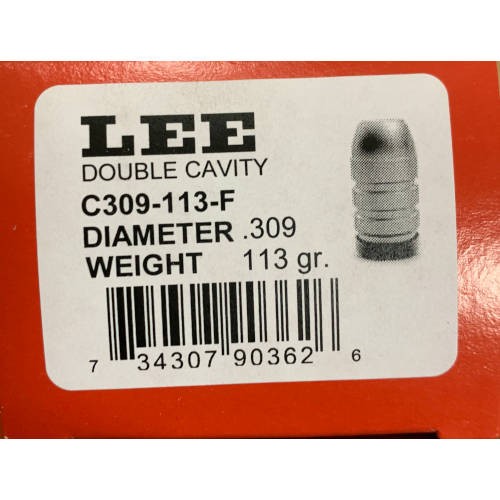 LEE
DOUBLE CAVITY
C309-113-F
DIAMETER .309
WEIGHT 113 gr.
7 34307 90362 6